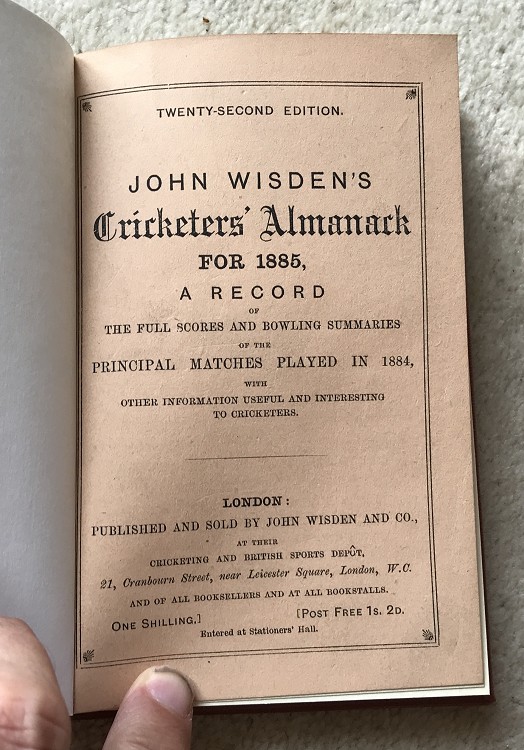 TWENTY-SECOND EDITION.
JOHN WISDEN'S
Cricketers' Almanack
FOR 1885,
A RECORD
OF
THE FULL SCORES AND BOWLING SUMMARIES
OF THE
PRINCIPAL MATCHES PLAYED IN 1884,
WITH
OTHER INFORMATION USEFUL AND INTERESTING
TO CRICKETERS.
LONDON:
PUBLISHED AND SOLD BY JOHN WISDEN AND CO.,
AT THEIR
CRICKETING AND BRITISH SPORTS DEPÔT,
21, Cranbourn Street, near Leicester Square, London, W.C.
AND OF ALL BOOKSELLERS AND AT ALL BOOKSTALLS.
ONE SHILLING.] [POST FREE 1S. 2D.
Entered at Stationers' Hall.